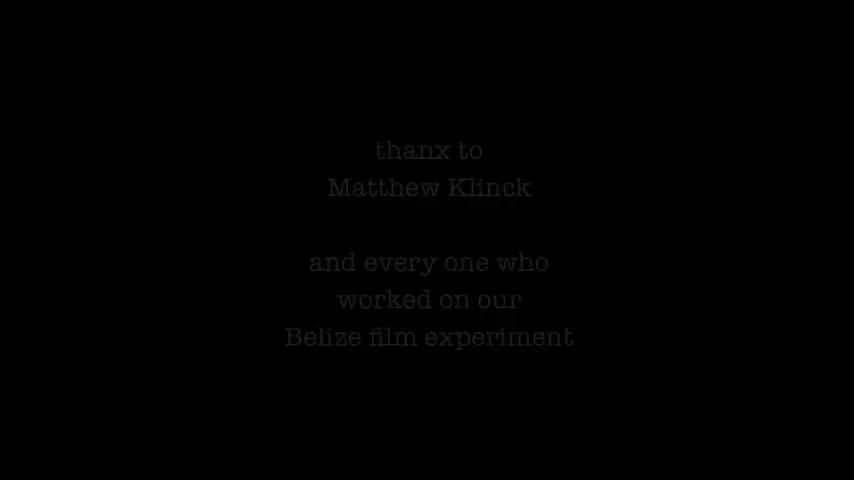 thanx to
Matthew Klinck
and every one who
worked on our
Belize film experiment